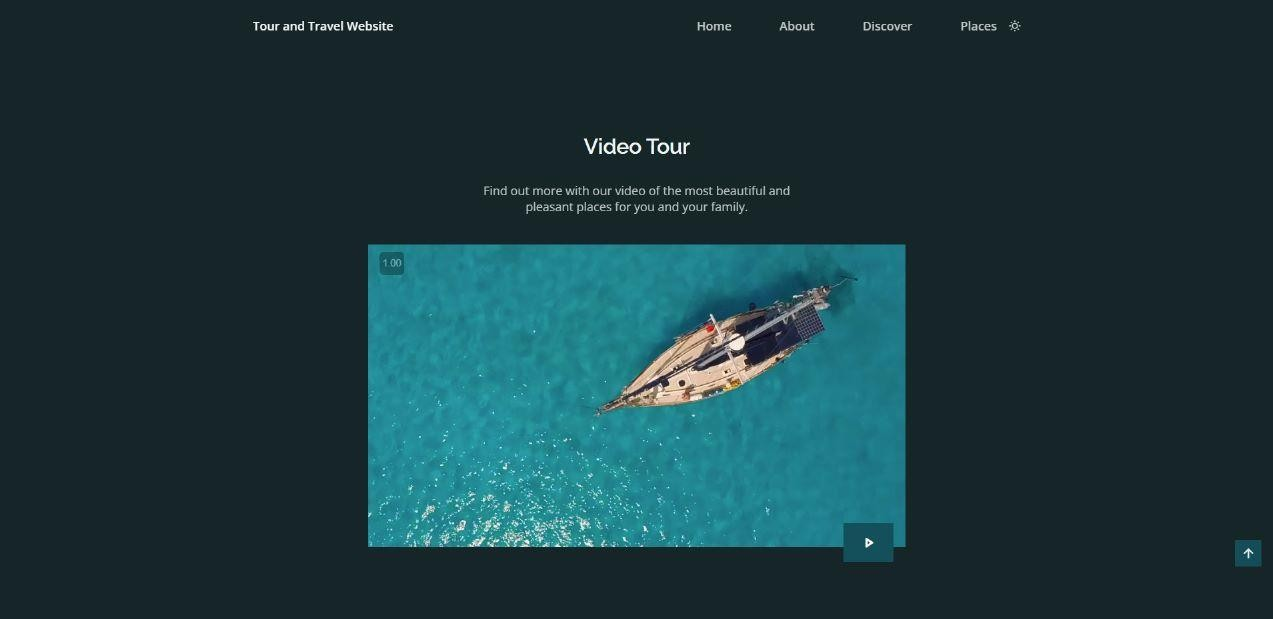 Tour and Travel Website
Home About Discover Places
Video Tour
Find out more with our video of the most beautiful and
pleasant places for you and your family.
1.00